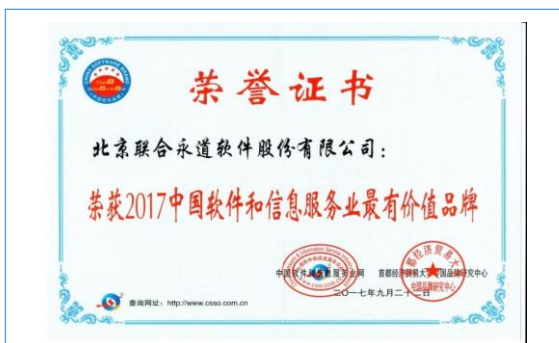 荣誉证书
北京联合永道软件股份有限公司：
荣获2017中国软件和信息服务业最有价值品牌
中国软件和信息服务业网 首都经济贸易大学中国品牌研究中心
二〇一七年九月二十二日
查询网址：http://www.csso.com.cn